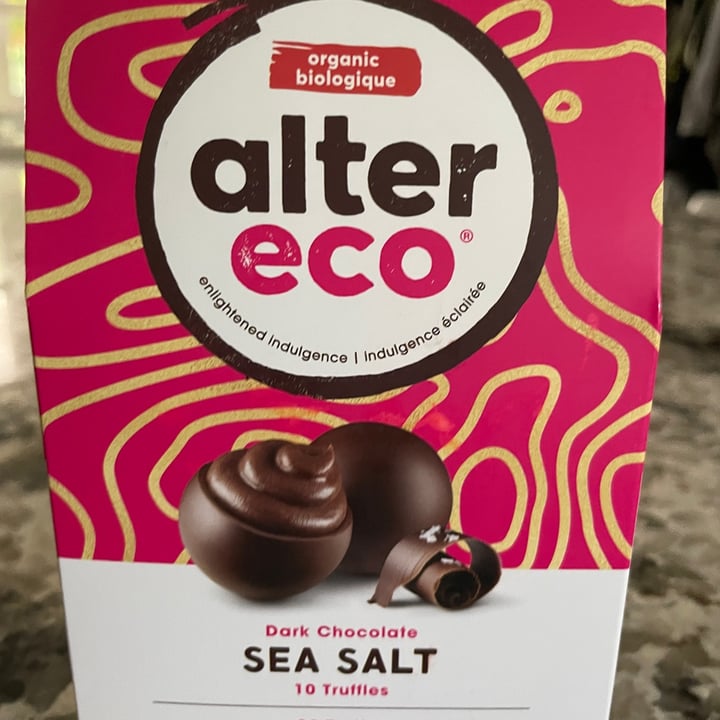 organic
biologique
alter
eco®
enlightened indulgence | indulgence éclairée
Dark Chocolate
SEA SALT
10 Truffles